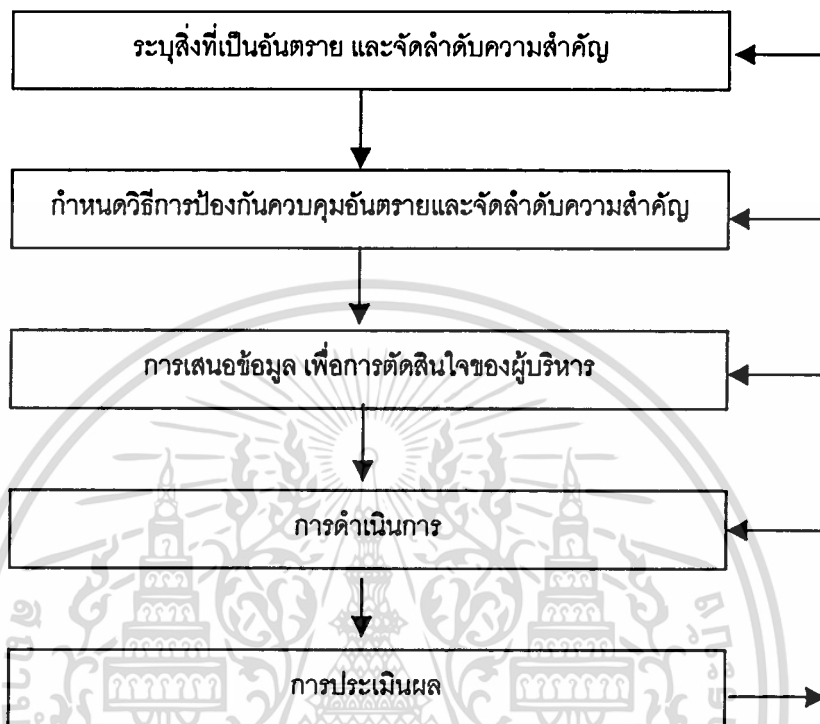 ระบุสิ่งที่เป็นอันตราย และจัดลำดับความสำคัญ
กำหนดวิธีการป้องกันควบคุมอันตรายและจัดลำดับความสำคัญ
การเสนอข้อมูล เพื่อการตัดสินใจของผู้บริหาร
การดำเนินการ
การประเมินผล